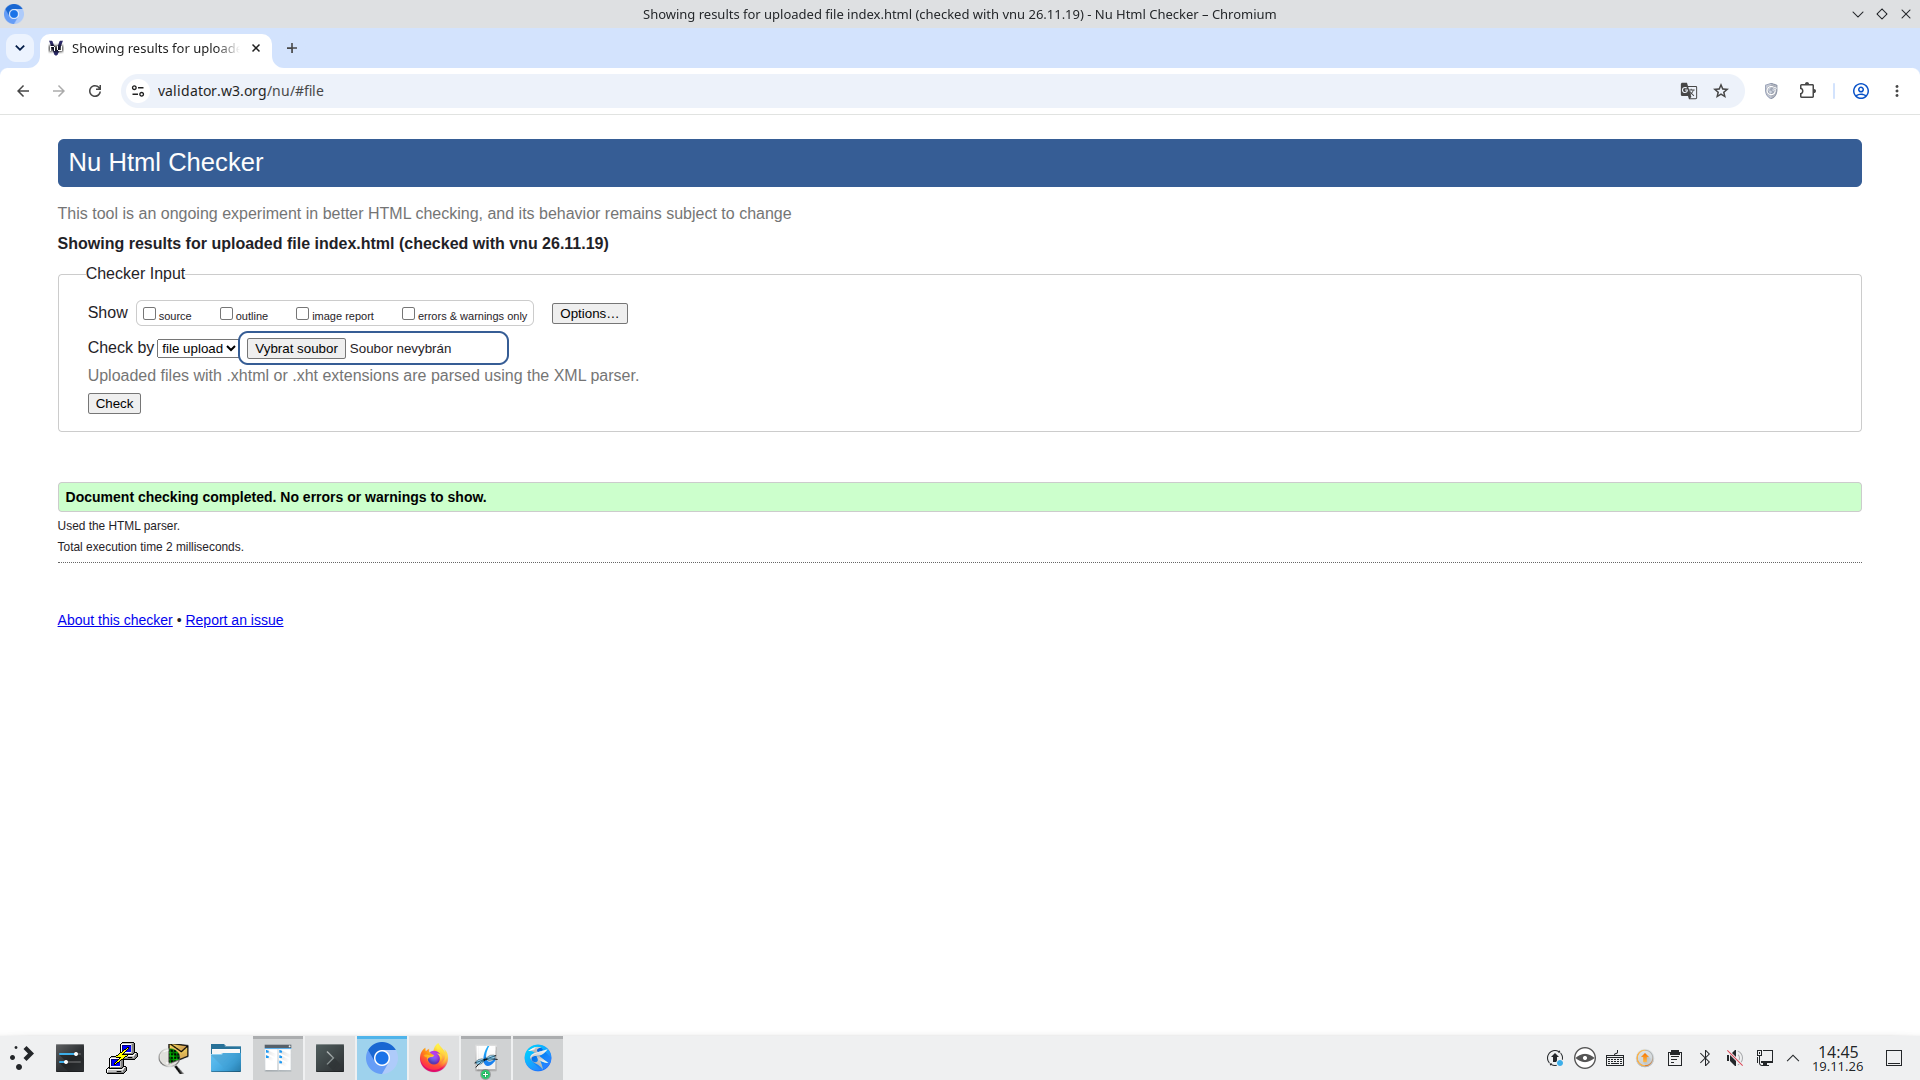 Showing results for uploaded file index.html (checked with vnu 26.11.19) - Nu Html Checker – Chromium
Showing results for upload
validator.w3.org/nu/#file
Nu Html Checker
This tool is an ongoing experiment in better HTML checking, and its behavior remains subject to change
Showing results for uploaded file index.html (checked with vnu 26.11.19)
Checker Input
Show source outline image report errors & warnings only Options…
Check by file upload Vybrat soubor Soubor nevybrán
Uploaded files with .xhtml or .xht extensions are parsed using the XML parser.
Check
Document checking completed. No errors or warnings to show.
Used the HTML parser.
Total execution time 2 milliseconds.
About this checker • Report an issue
14:45
19.11.26